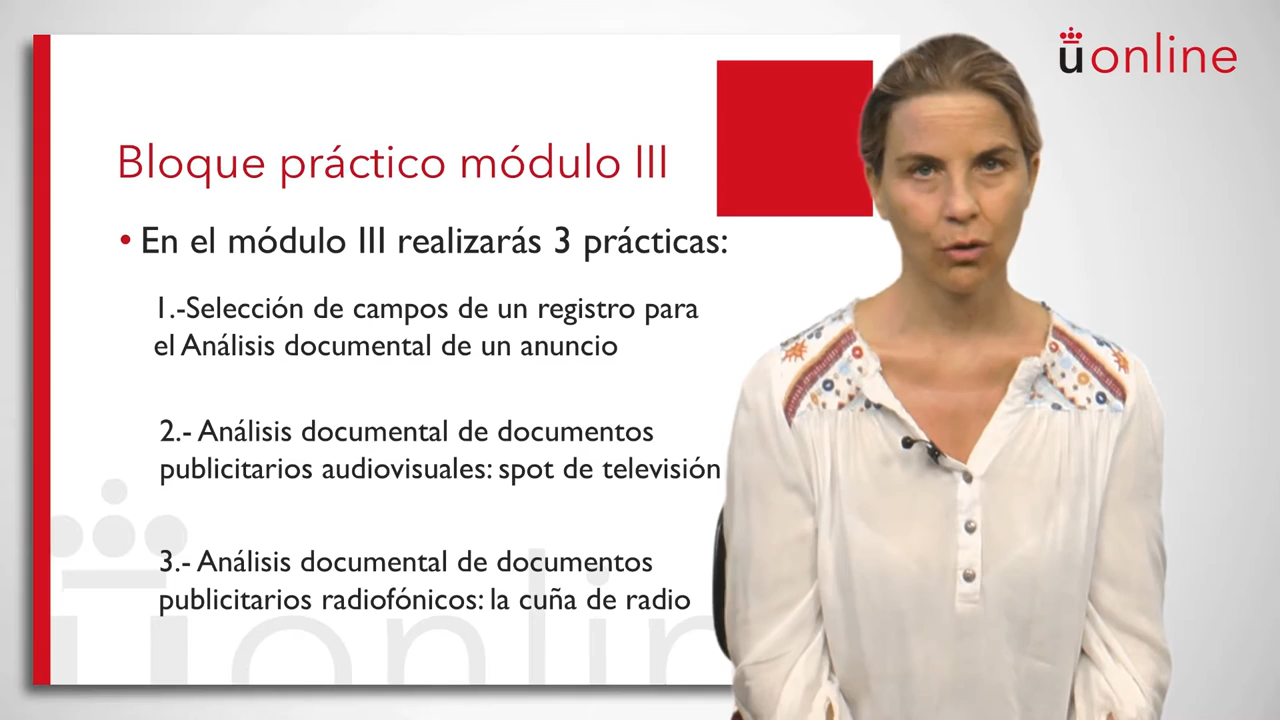 uonline
Bloque práctico módulo III
• En el módulo III realizarás 3 prácticas:
1.-Selección de campos de un registro para
el Análisis documental de un anuncio
2.- Análisis documental de documentos
publicitarios audiovisuales: spot de televisión
3.- Análisis documental de documentos
publicitarios radiofónicos: la cuña de radio
uonlin